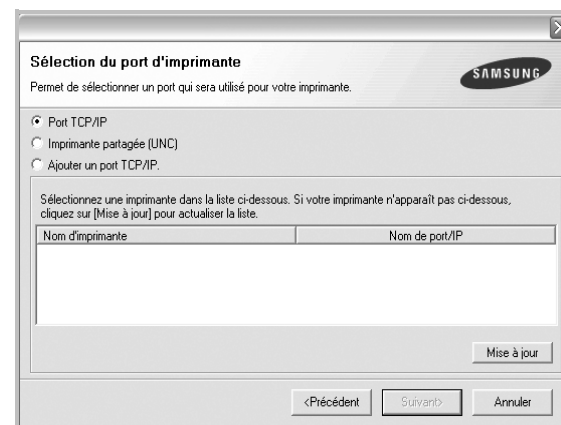 Sélection du port d'imprimante
Permet de sélectionner un port qui sera utilisé pour votre imprimante.
SAMSUNG
Port TCP/IP
Imprimante partagée (UNC)
Ajouter un port TCP/IP.
Sélectionnez une imprimante dans la liste ci-dessous. Si votre imprimante n'apparaît pas ci-dessous,
cliquez sur [Mise à jour] pour actualiser la liste.
Nom d'imprimante Nom de port/IP
Mise à jour
<Précédent Suivant> Annuler